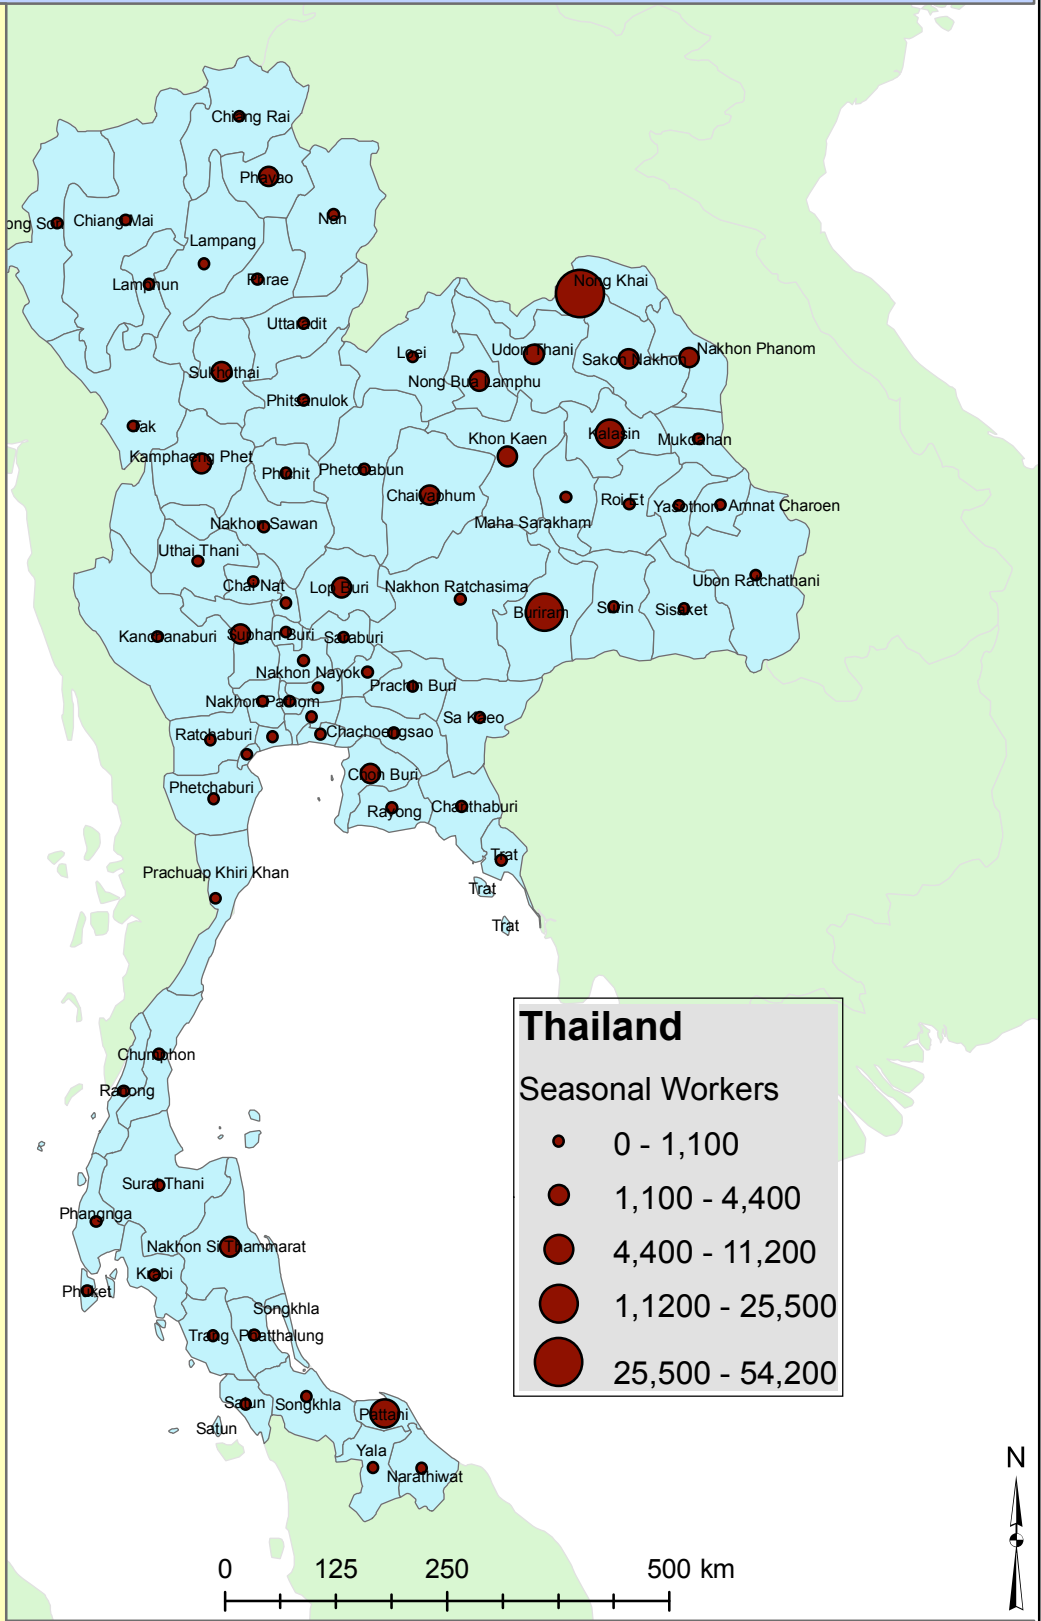 Chiang Rai
Phayao
Nan
ong Son
Chiang Mai
Lampang
Lamphun
Phrae
Nong Khai
Uttaradit
Loei
Udon Thani
Sakon Nakhon
Nakhon Phanom
Sukhothai
Nong Bua Lamphu
Phitsanulok
Tak
Khon Kaen
Kalasin
Mukdahan
Kamphaeng Phet
Phichit
Phetchabun
Chaiyaphum
Roi Et
Yasothon
Amnat Charoen
Nakhon Sawan
Maha Sarakham
Uthai Thani
Chai Nat
Lop Buri
Nakhon Ratchasima
Ubon Ratchathani
Buriram
Surin
Sisaket
Kanchanaburi
Suphan Buri
Saraburi
Nakhon Nayok
Prachin Buri
Nakhon Pathom
Sa Kaeo
Ratchaburi
Chachoengsao
Chon Buri
Phetchaburi
Rayong
Chanthaburi
Trat
Prachuap Khiri Khan
Trat
Trat
Thailand
Seasonal Workers
0 - 1,100
1,100 - 4,400
4,400 - 11,200
1,1200 - 25,500
25,500 - 54,200
Chumphon
Ranong
Surat Thani
Phangnga
Nakhon Si Thammarat
Krabi
Phuket
Songkhla
Trang
Phatthalung
Satun
Songkhla
Pattani
Satun
Yala
Narathiwat
N
0 125 250 500 km